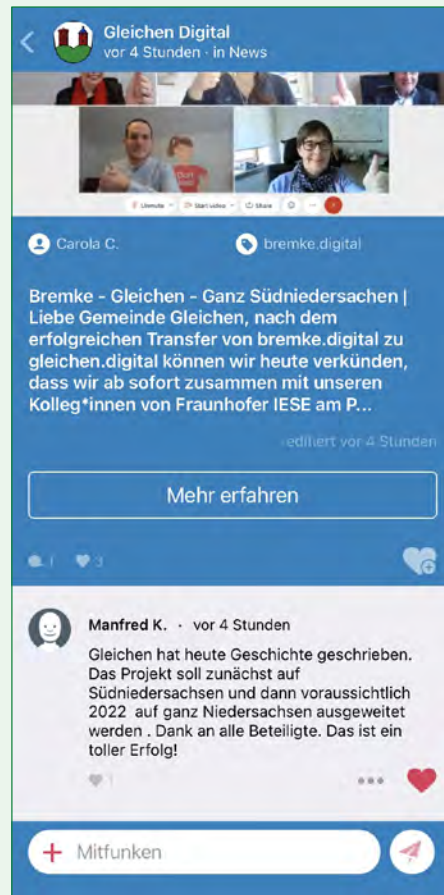 Gleichen Digital
vor 4 Stunden · in News
Unmute
Start video
Share
Carola C.
bremke.digital
Bremke - Gleichen - Ganz Südniedersachen |
Liebe Gemeinde Gleichen, nach dem
erfolgreichen Transfer von bremke.digital zu
gleichen.digital können wir heute verkünden,
dass wir ab sofort zusammen mit unseren
Kolleg*innen von Fraunhofer IESE am P...
editiert vor 4 Stunden
Mehr erfahren
1
3
Manfred K. · vor 4 Stunden
Gleichen hat heute Geschichte geschrieben.
Das Projekt soll zunächst auf
Südniedersachsen und dann voraussichtlich
2022 auf ganz Niedersachsen ausgeweitet
werden . Dank an alle Beteiligte. Das ist ein
toller Erfolg!
1
Mitfunken